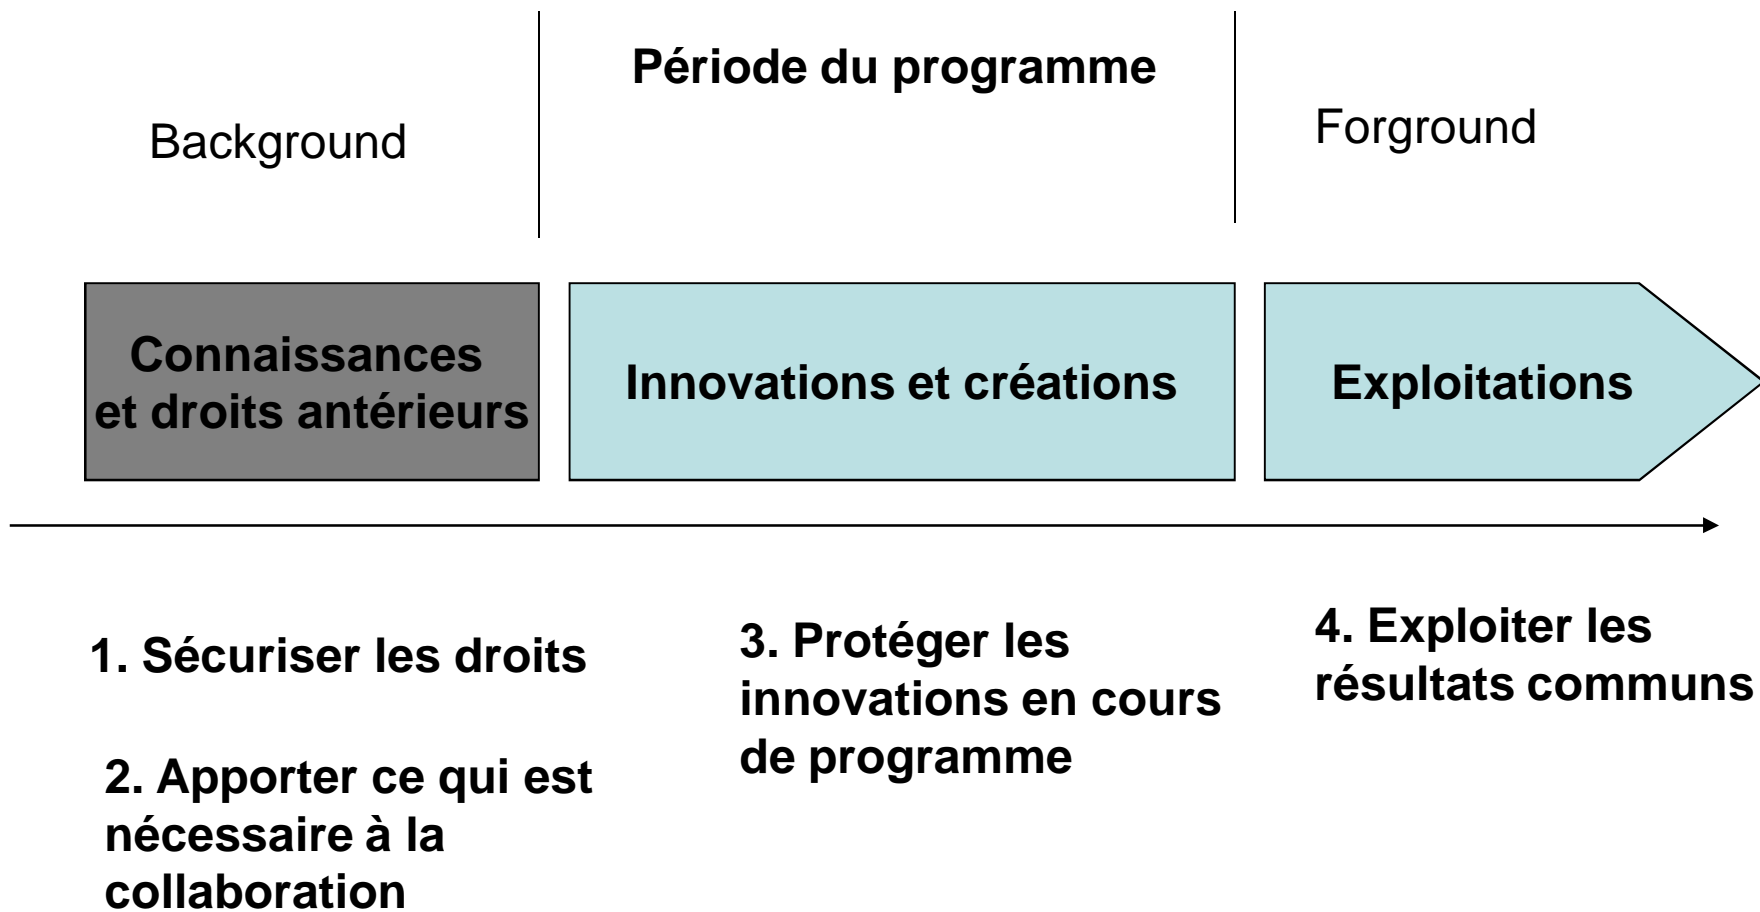 Période du programme
Background
Forground
Connaissances
et droits antérieurs
Innovations et créations
Exploitations
1. Sécuriser les droits
2. Apporter ce qui est
nécessaire à la
collaboration
3. Protéger les
innovations en cours
de programme
4. Exploiter les
résultats communs